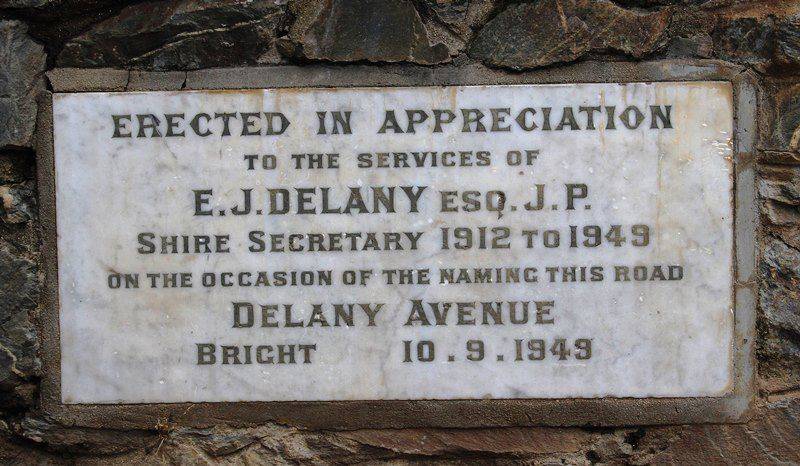 ERECTED IN APPRECIATION
TO THE SERVICES OF
E.J.DELANY ESQ.J.P.
SHIRE SECRETARY 1912 TO 1949
ON THE OCCASION OF THE NAMING THIS ROAD
DELANY AVENUE
BRIGHT 10.9.1949